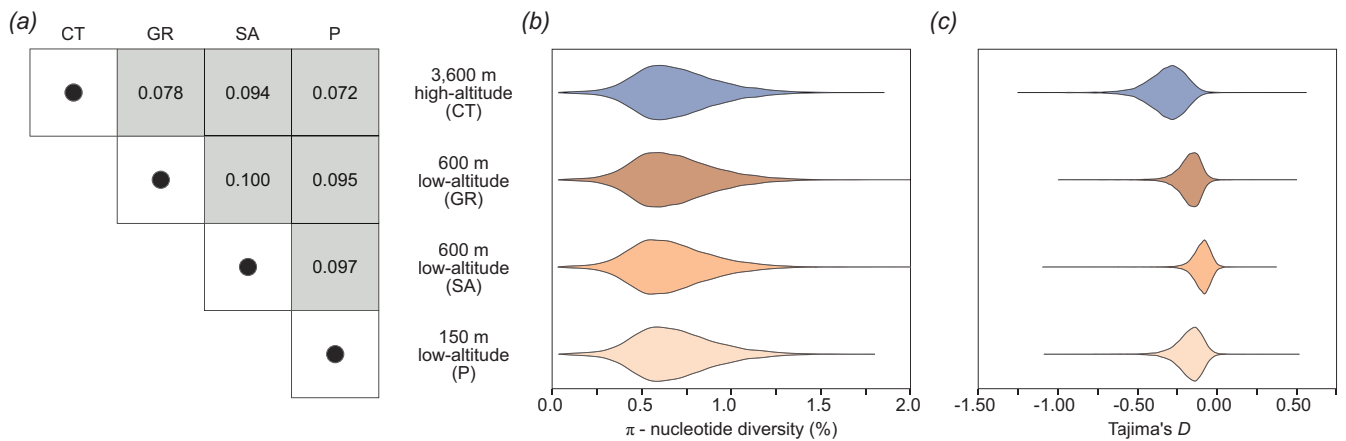 (a)
CT GR SA P
0.078 0.094 0.072
0.100 0.095
0.097
3,600 m
high-altitude
(CT)
600 m
low-altitude
(GR)
600 m
low-altitude
(SA)
150 m
low-altitude
(P)
(b)
0.0 0.5 1.0 1.5 2.0
π - nucleotide diversity (%)
(c)
-1.50 -1.00 -0.50 0.00 0.50
Tajima's D